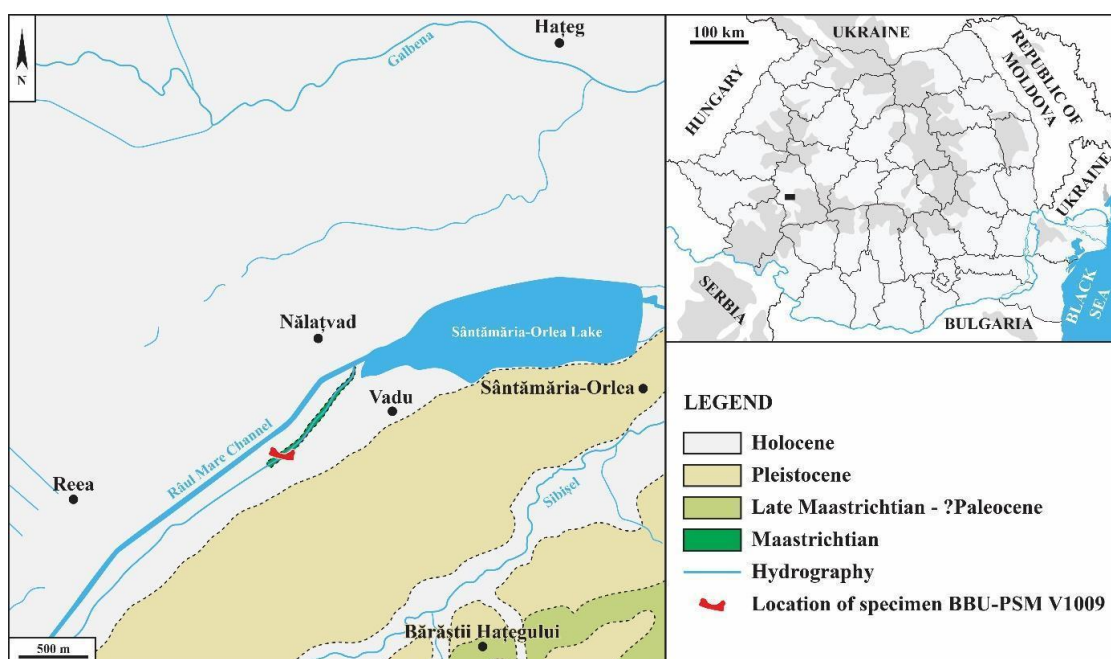 N
Hațeg
Galbena
Nălațvad
Sântămăria-Orlea Lake
Sântămăria-Orlea
Vadu
Râul Mare Channel
Reea
Sibișel
Bărăștii Hațegului
500 m
100 km
UKRAINE
REPUBLIC OF
MOLDOVA
HUNGARY
UKRAINE
SERBIA
BLACK
SEA
BULGARIA
LEGEND
Holocene
Pleistocene
Late Maastrichtian - ?Paleocene
Maastrichtian
Hydrography
Location of specimen BBU-PSM V1009